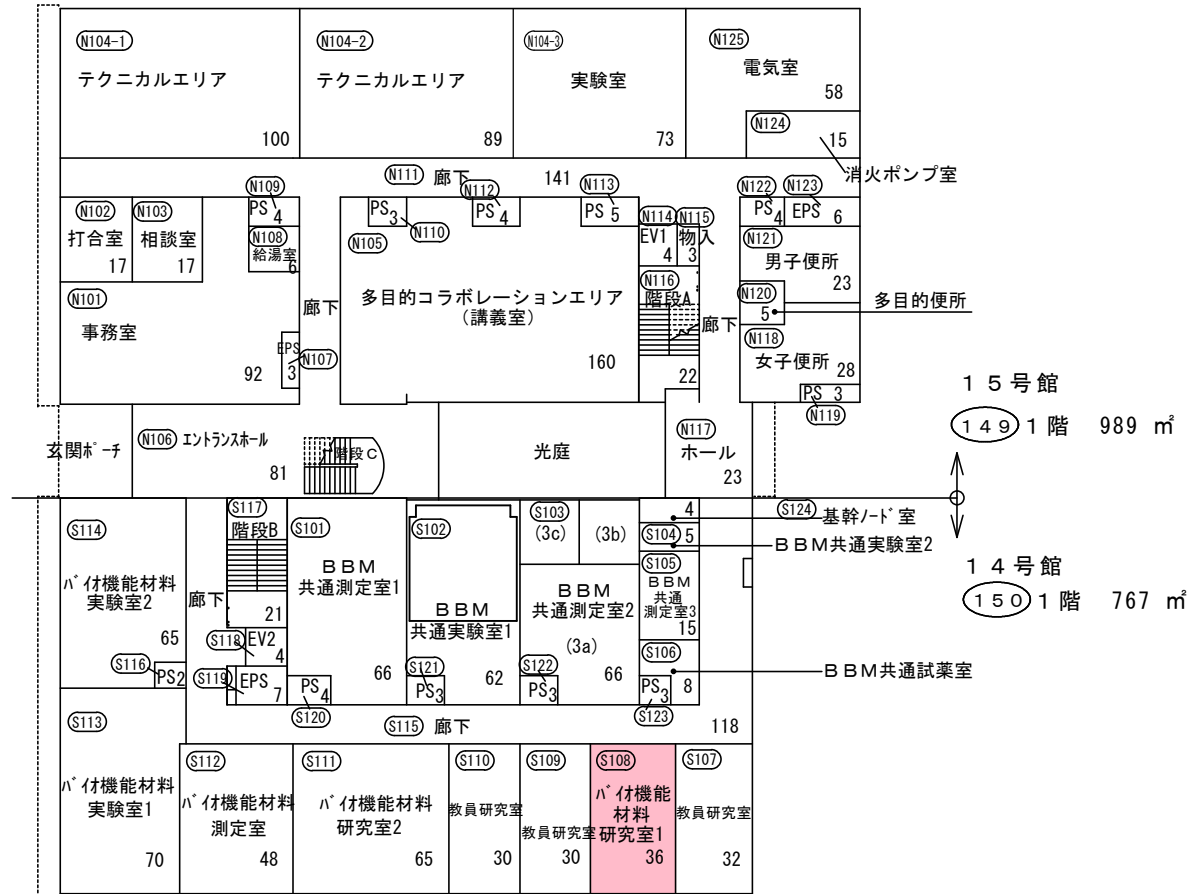 N104-1
テクニカルエリア
100
N104-2
テクニカルエリア
89
N104-3
実験室
73
N125
電気室
58
N124
15
消火ポンプ室
N111
廊下
141
N109
PS
4
N102
打合室
17
N103
相談室
17
N108
給湯室
6
N101
事務室
92
EPS
3
N107
廊下
PS
3
N110
N112
PS
4
N113
PS
5
N105
多目的コラボレーションエリア
(講義室)
160
N114
EV1
4
N115
物入
3
N116
階段A
22
廊下
N122
PS
4
N123
EPS
6
N121
男子便所
23
N120
5
多目的便所
N118
女子便所
28
PS 3
N119
15号館
149 1階 989 ㎡
玄関ポーチ
N106
エントランスホール
81
階段C
光庭
N117
ホール
23
14号館
150 1階 767 ㎡
S114
バイオ機能材料
実験室2
65
S116
PS2
廊下
S117
階段B
21
S118
EV2
4
S119
EPS
7
S101
BBM
共通測定室1
66
PS
4
S120
S102
BBM
共通実験室1
62
S121
PS3
S103
(3c)
(3b)
BBM
共通測定室2
(3a)
66
S122
PS3
4
S124
基幹ノード室
S104
5
BBM共通実験室2
S105
BBM
共通
測定室3
15
S106
8
BBM共通試薬室
PS3
S123
S115
廊下
118
S113
バイオ機能材料
実験室1
70
S112
バイオ機能材料
測定室
48
S111
バイオ機能材料
研究室2
65
S110
教員研究室
30
S109
教員研究室
30
S108
バイオ機能
材料
研究室1
36
S107
教員研究室
32